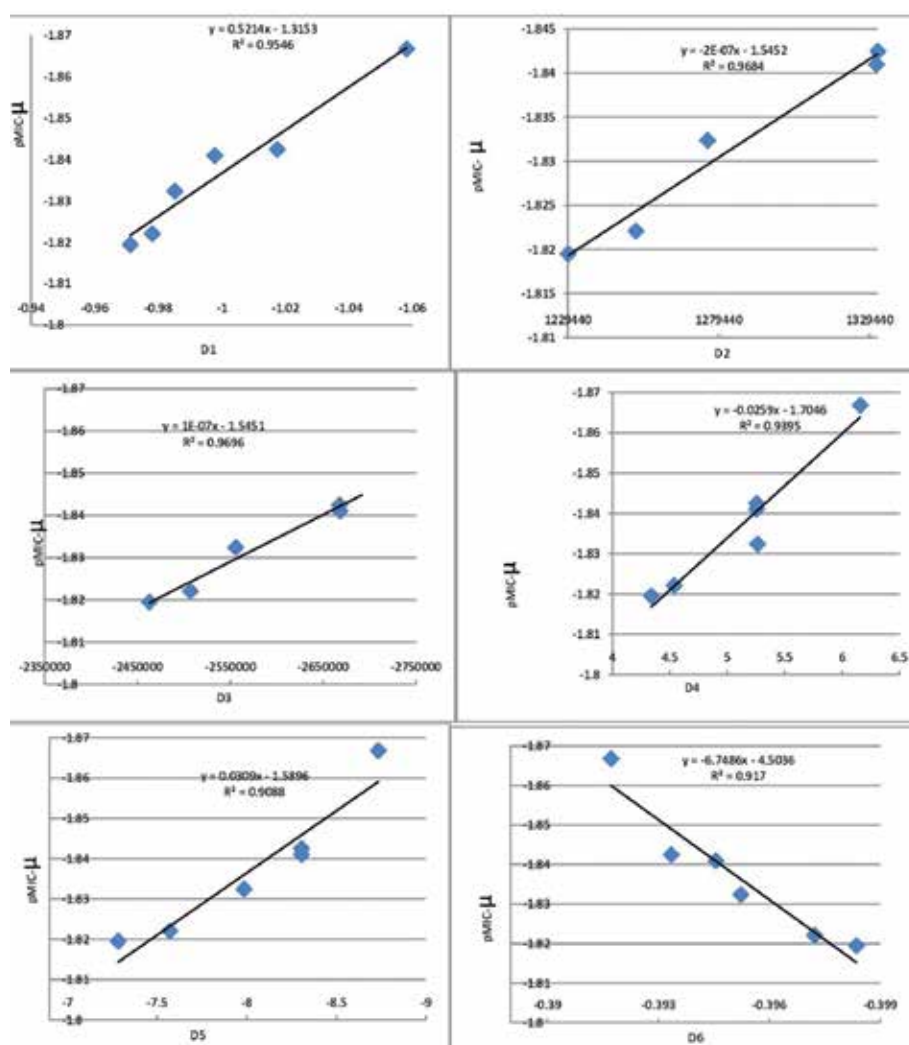 y = 0.5214x - 1.3153
R² = 0.9546
-1.87
-1.86
-1.85
-1.84
-1.83
-1.82
-1.81
-1.8
pMIC-μ
-0.94 -0.96 -0.98 -1 -1.02 -1.04 -1.06
D1
y = -2E-07x - 1.5452
R² = 0.9684
-1.845
-1.84
-1.835
-1.83
-1.825
-1.82
-1.815
-1.81
pMIC- μ
1229440 1279440 1329440
D2
y = 1E-07x - 1.5451
R² = 0.9696
-1.87
-1.86
-1.85
-1.84
-1.83
-1.82
-1.81
-1.8
pMIC-μ
-2350000 -2450000 -2550000 -2650000 -2750000
D3
y = -0.0259x - 1.7046
R² = 0.9395
-1.87
-1.86
-1.85
-1.84
-1.83
-1.82
-1.81
-1.8
pMIC-μ
4 4.5 5 5.5 6 6.5
D4
y = 0.0309x - 1.5896
R² = 0.9088
-1.87
-1.86
-1.85
-1.84
-1.83
-1.82
-1.81
-1.8
pMIC-μ
-7 -7.5 -8 -8.5 -9
D5
y = -6.7486x - 4.5036
R² = 0.917
-1.87
-1.86
-1.85
-1.84
-1.83
-1.82
-1.81
-1.8
pMIC-μ
-0.39 -0.393 -0.396 -0.399
D6